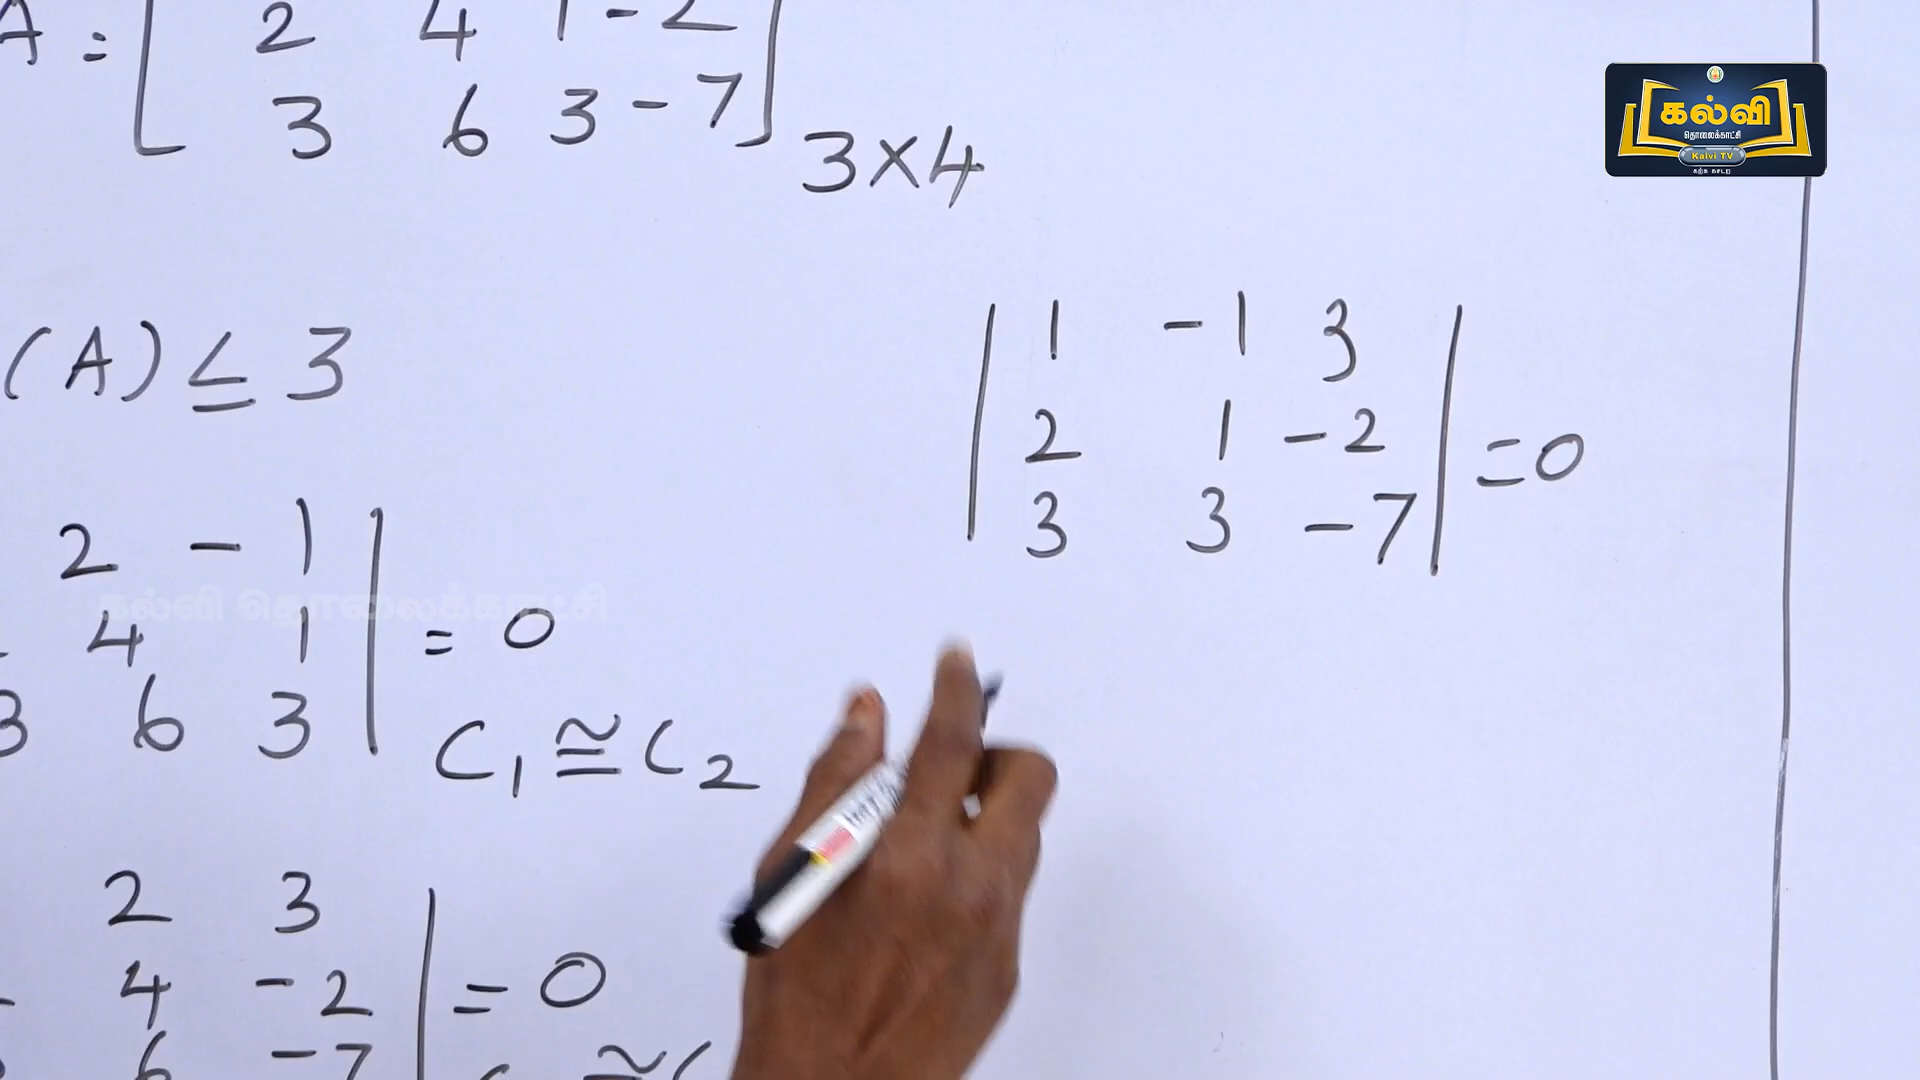 A = [ 2 4 1 -2
3 6 3 -7 ] 3×4
(A) ≤ 3
2 -1
4 1 = 0
3 6 3
C1 ≅ C2
2 3
4 -2 = 0
6 -7
| 1 -1 3 |
| 2 1 -2 | =0
| 3 3 -7 |
கல்வி
தொலைக்காட்சி
Kalvi TV
கற்க கசடற
கல்வி தொலைக்காட்சி